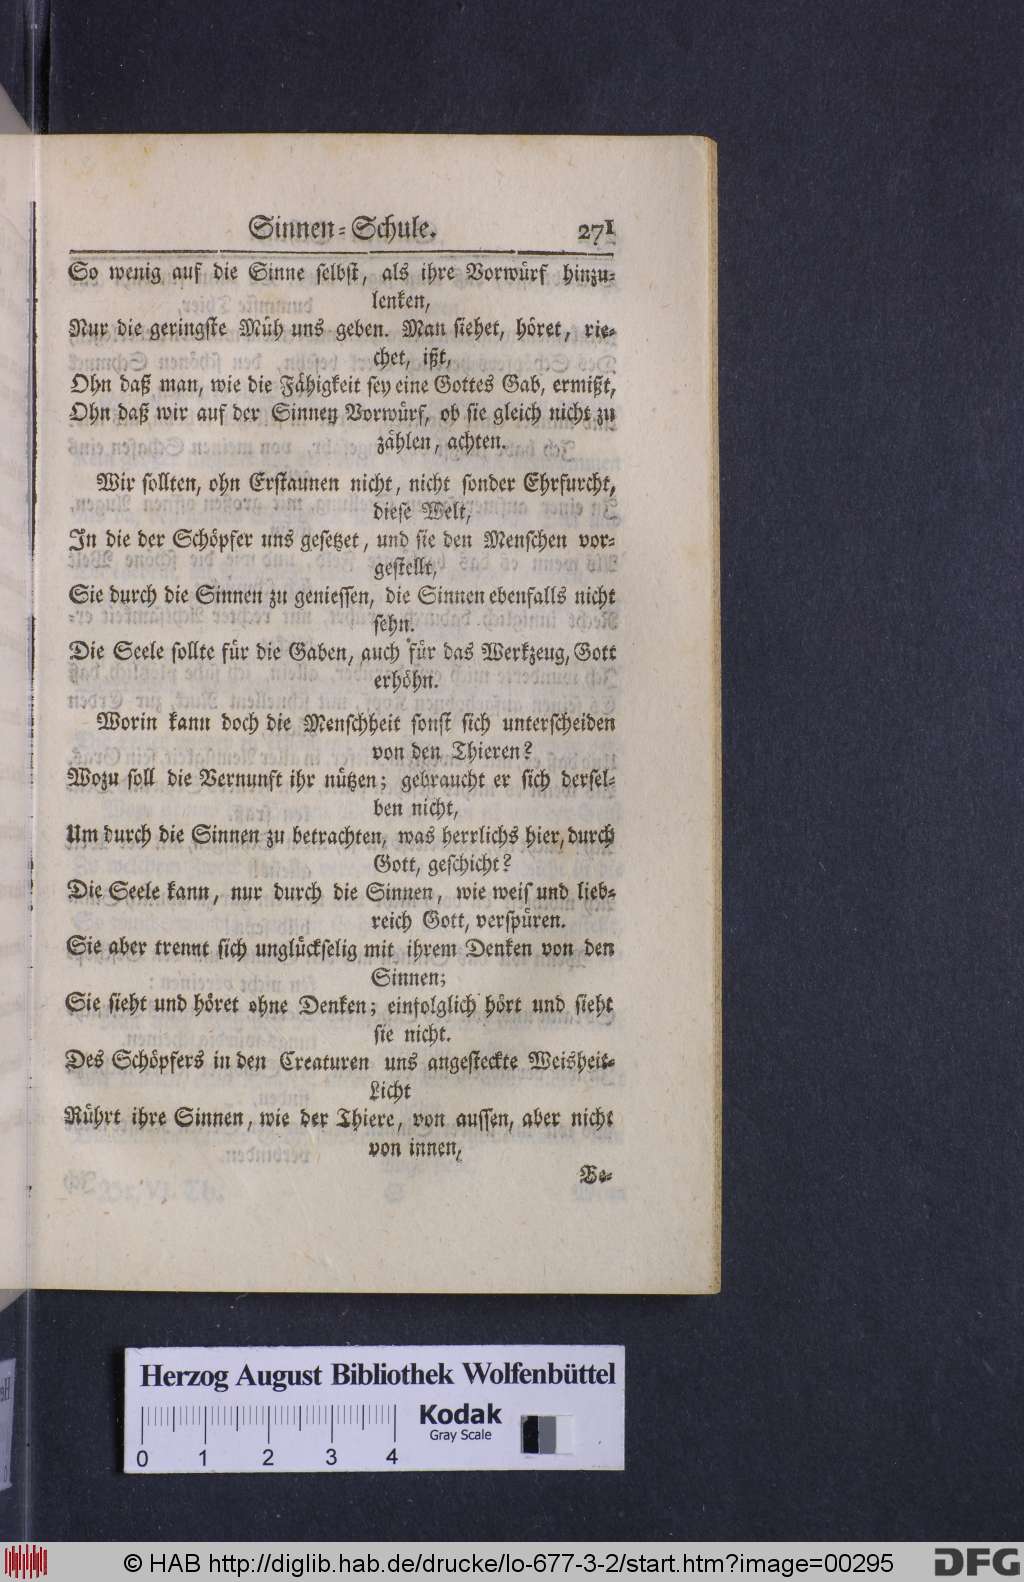 Sinnen-Schule. 271
So wenig auf die Sinne selbst, als ihre Vorwürf hinzu-
lenken,
Nur die geringste Müh uns geben. Man siehet, höret, rie-
chet, ißt,
Ohn daß man, wie die Fähigkeit sey eine Gottes Gab, ermißt,
Ohn daß wir auf der Sinnen Vorwürf, ob sie gleich nicht zu
zählen, achten.
Wir sollten, ohn Erstaunen nicht, nicht sonder Ehrfurcht,
diese Welt,
In die der Schöpfer uns gesetzet, und sie den Menschen vor-
gestellt,
Sie durch die Sinnen zu geniessen, die Sinnen ebenfalls nicht
sehn.
Die Seele sollte für die Gaben, auch für das Werkzeug, Gott
erhöhn.
Worin kann doch die Menschheit sonst sich unterscheiden
von den Thieren?
Wozu soll die Vernunft ihr nützen; gebraucht er sich dersel-
ben nicht,
Um durch die Sinnen zu betrachten, was herrlichs hier, durch
Gott, geschicht?
Die Seele kann, nur durch die Sinnen, wie weis und lieb-
reich Gott, verspüren.
Sie aber trennt sich unglückselig mit ihrem Denken von den
Sinnen;
Sie sieht und höret ohne Denken; einfolglich hört und sieht
sie nicht.
Des Schöpfers in den Creaturen uns angesteckte Weisheit-
Licht
Rührt ihre Sinnen, wie der Thiere, von aussen, aber nicht
von innen,
Be-
Herzog August Bibliothek Wolfenbüttel
Kodak
Gray Scale
0 1 2 3 4
© HAB http://diglib.hab.de/drucke/lo-677-3-2/start.htm?image=00295
DFG